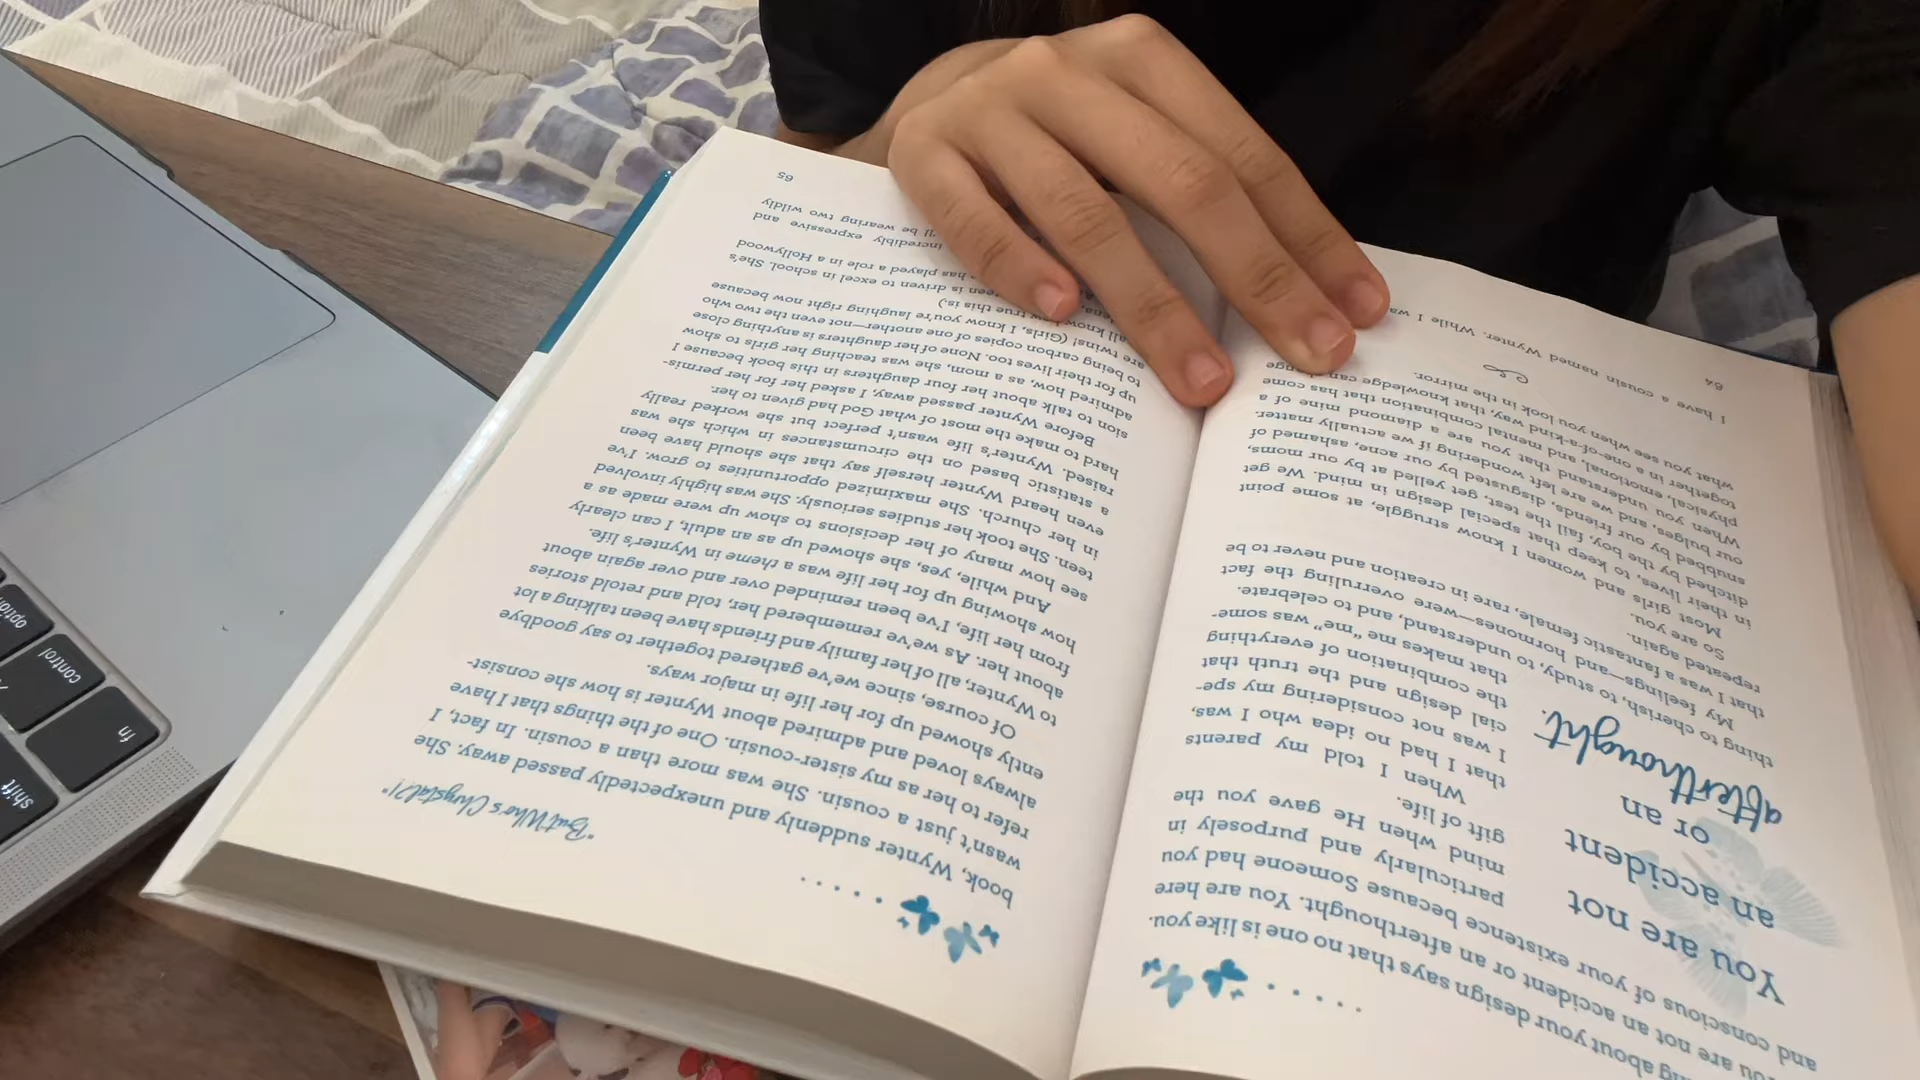 about your design says that no one is like you.
You are not an accident or an afterthought. You are here
and conscious of your existence because Someone had you
particularly and purposely in
mind when He gave you the
gift of life.
You are not
an accident
or an
afterthought.
When I told my parents
that I had no idea who I was,
I was not considering my spe-
cial design and the truth that
the combination of everything
that makes me “me” was some-
thing to cherish, to study, to understand, and to celebrate.
My feelings—and hormones—were overruling the fact
that I was a fantastic female, rare in creation and never to be
repeated again.
So are you.
Most girls and women I know struggle, at some point
in their lives, to keep that special design in mind. We get
ditched by the boy, fail the test, get yelled at by our moms,
snubbed by our friends, disgusted by our acne, ashamed of
our bulges, and we are left wondering if we actually matter.
When you understand that you are a diamond mine of a
physical, emotional, and mental combination that has come
together in a one-of-a-kind way, that knowledge can change
what you see when you look in the mirror.
I have a cousin named Wynter. While I wa
64
"But Who's Chrystal?!"
book, Wynter suddenly and unexpectedly passed away. She
wasn't just a cousin. She was more than a cousin. In fact, I
refer to her as my sister-cousin. One of the things that I have
always loved and admired about Wynter is how she consist-
ently showed up for her life in major ways.
Of course, since we've gathered together to say goodbye
to Wynter, all of her family and friends have been talking a lot
about her. As we've remembered her, told and retold stories
from her life, I've been reminded over and over again about
how showing up for her life was a theme in Wynter's life.
And while, yes, she showed up as an adult, I can clearly
see how many of her decisions to show up were made as a
teen. She took her studies seriously. She was highly involved
in her church. She maximized opportunities to grow. I've
even heard Wynter herself say that she should have been
a statistic based on the circumstances in which she was
raised. Wynter's life wasn't perfect but she worked really
hard to make the most of what God had given to her.
Before Wynter passed away, I asked her for her permis-
sion to talk about her four daughters in this book because I
admired how, as a mom, she was teaching her girls to show
up for their lives too. None of her daughters is anything close
to being carbon copies of one another—not even the two who
are twins! (Girls, I know you're laughing right now because
all know how true this is.)
teen is driven to excel in school. She's
has played a role in a Hollywood
incredibly expressive and
'll be wearing two wildly
65
option
control
fn
shift